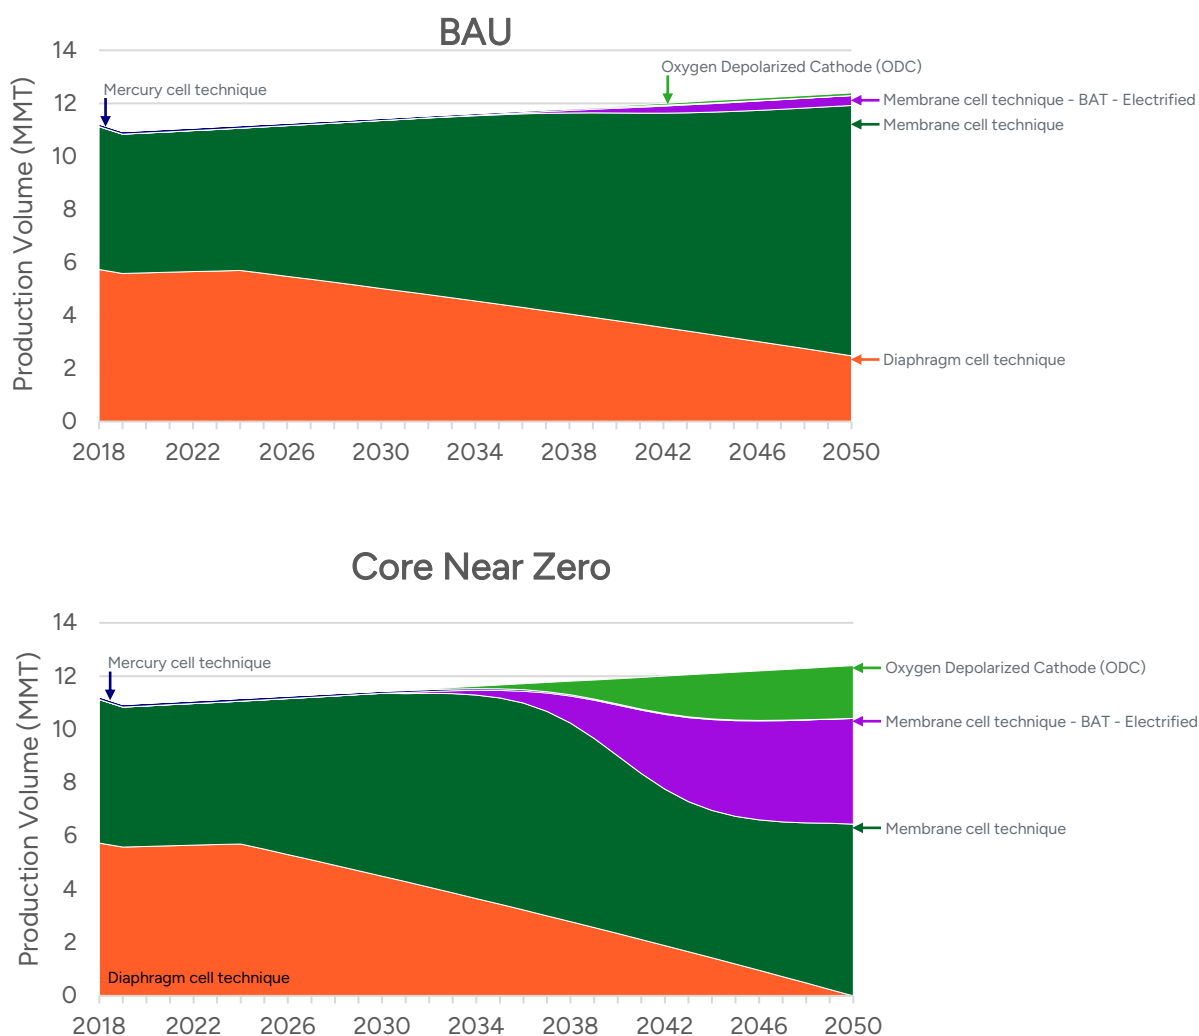 BAU
Production Volume (MMT)
14
12
10
8
6
4
2
0
Mercury cell technique
Oxygen Depolarized Cathode (ODC)
Membrane cell technique - BAT - Electrified
Membrane cell technique
Diaphragm cell technique
2018 2022 2026 2030 2034 2038 2042 2046 2050
Core Near Zero
Production Volume (MMT)
14
12
10
8
6
4
2
0
Mercury cell technique
Oxygen Depolarized Cathode (ODC)
Membrane cell technique - BAT - Electrified
Membrane cell technique
Diaphragm cell technique
2018 2022 2026 2030 2034 2038 2042 2046 2050